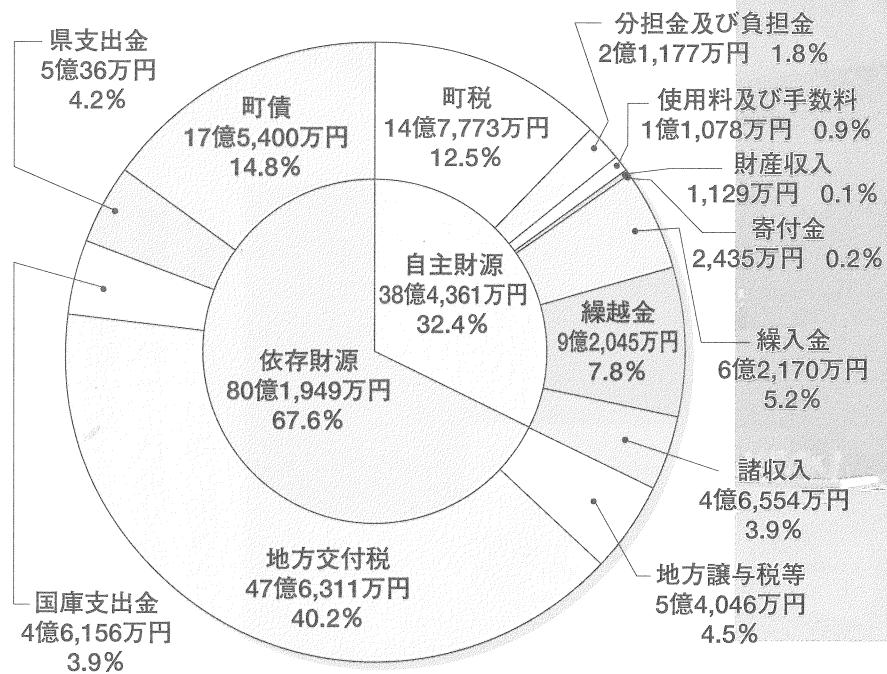 県支出金
5億36万円
4.2%
町債
17億5,400万円
14.8%
町税
14億7,773万円
12.5%
分担金及び負担金
2億1,177万円 1.8%
使用料及び手数料
1億1,078万円 0.9%
財産収入
1,129万円 0.1%
寄付金
2,435万円 0.2%
自主財源
38億4,361万円
32.4%
繰越金
9億2,045万円
7.8%
繰入金
6億2,170万円
5.2%
依存財源
80億1,949万円
67.6%
諸収入
4億6,554万円
3.9%
地方交付税
47億6,311万円
40.2%
地方譲与税等
5億4,046万円
4.5%
国庫支出金
4億6,156万円
3.9%